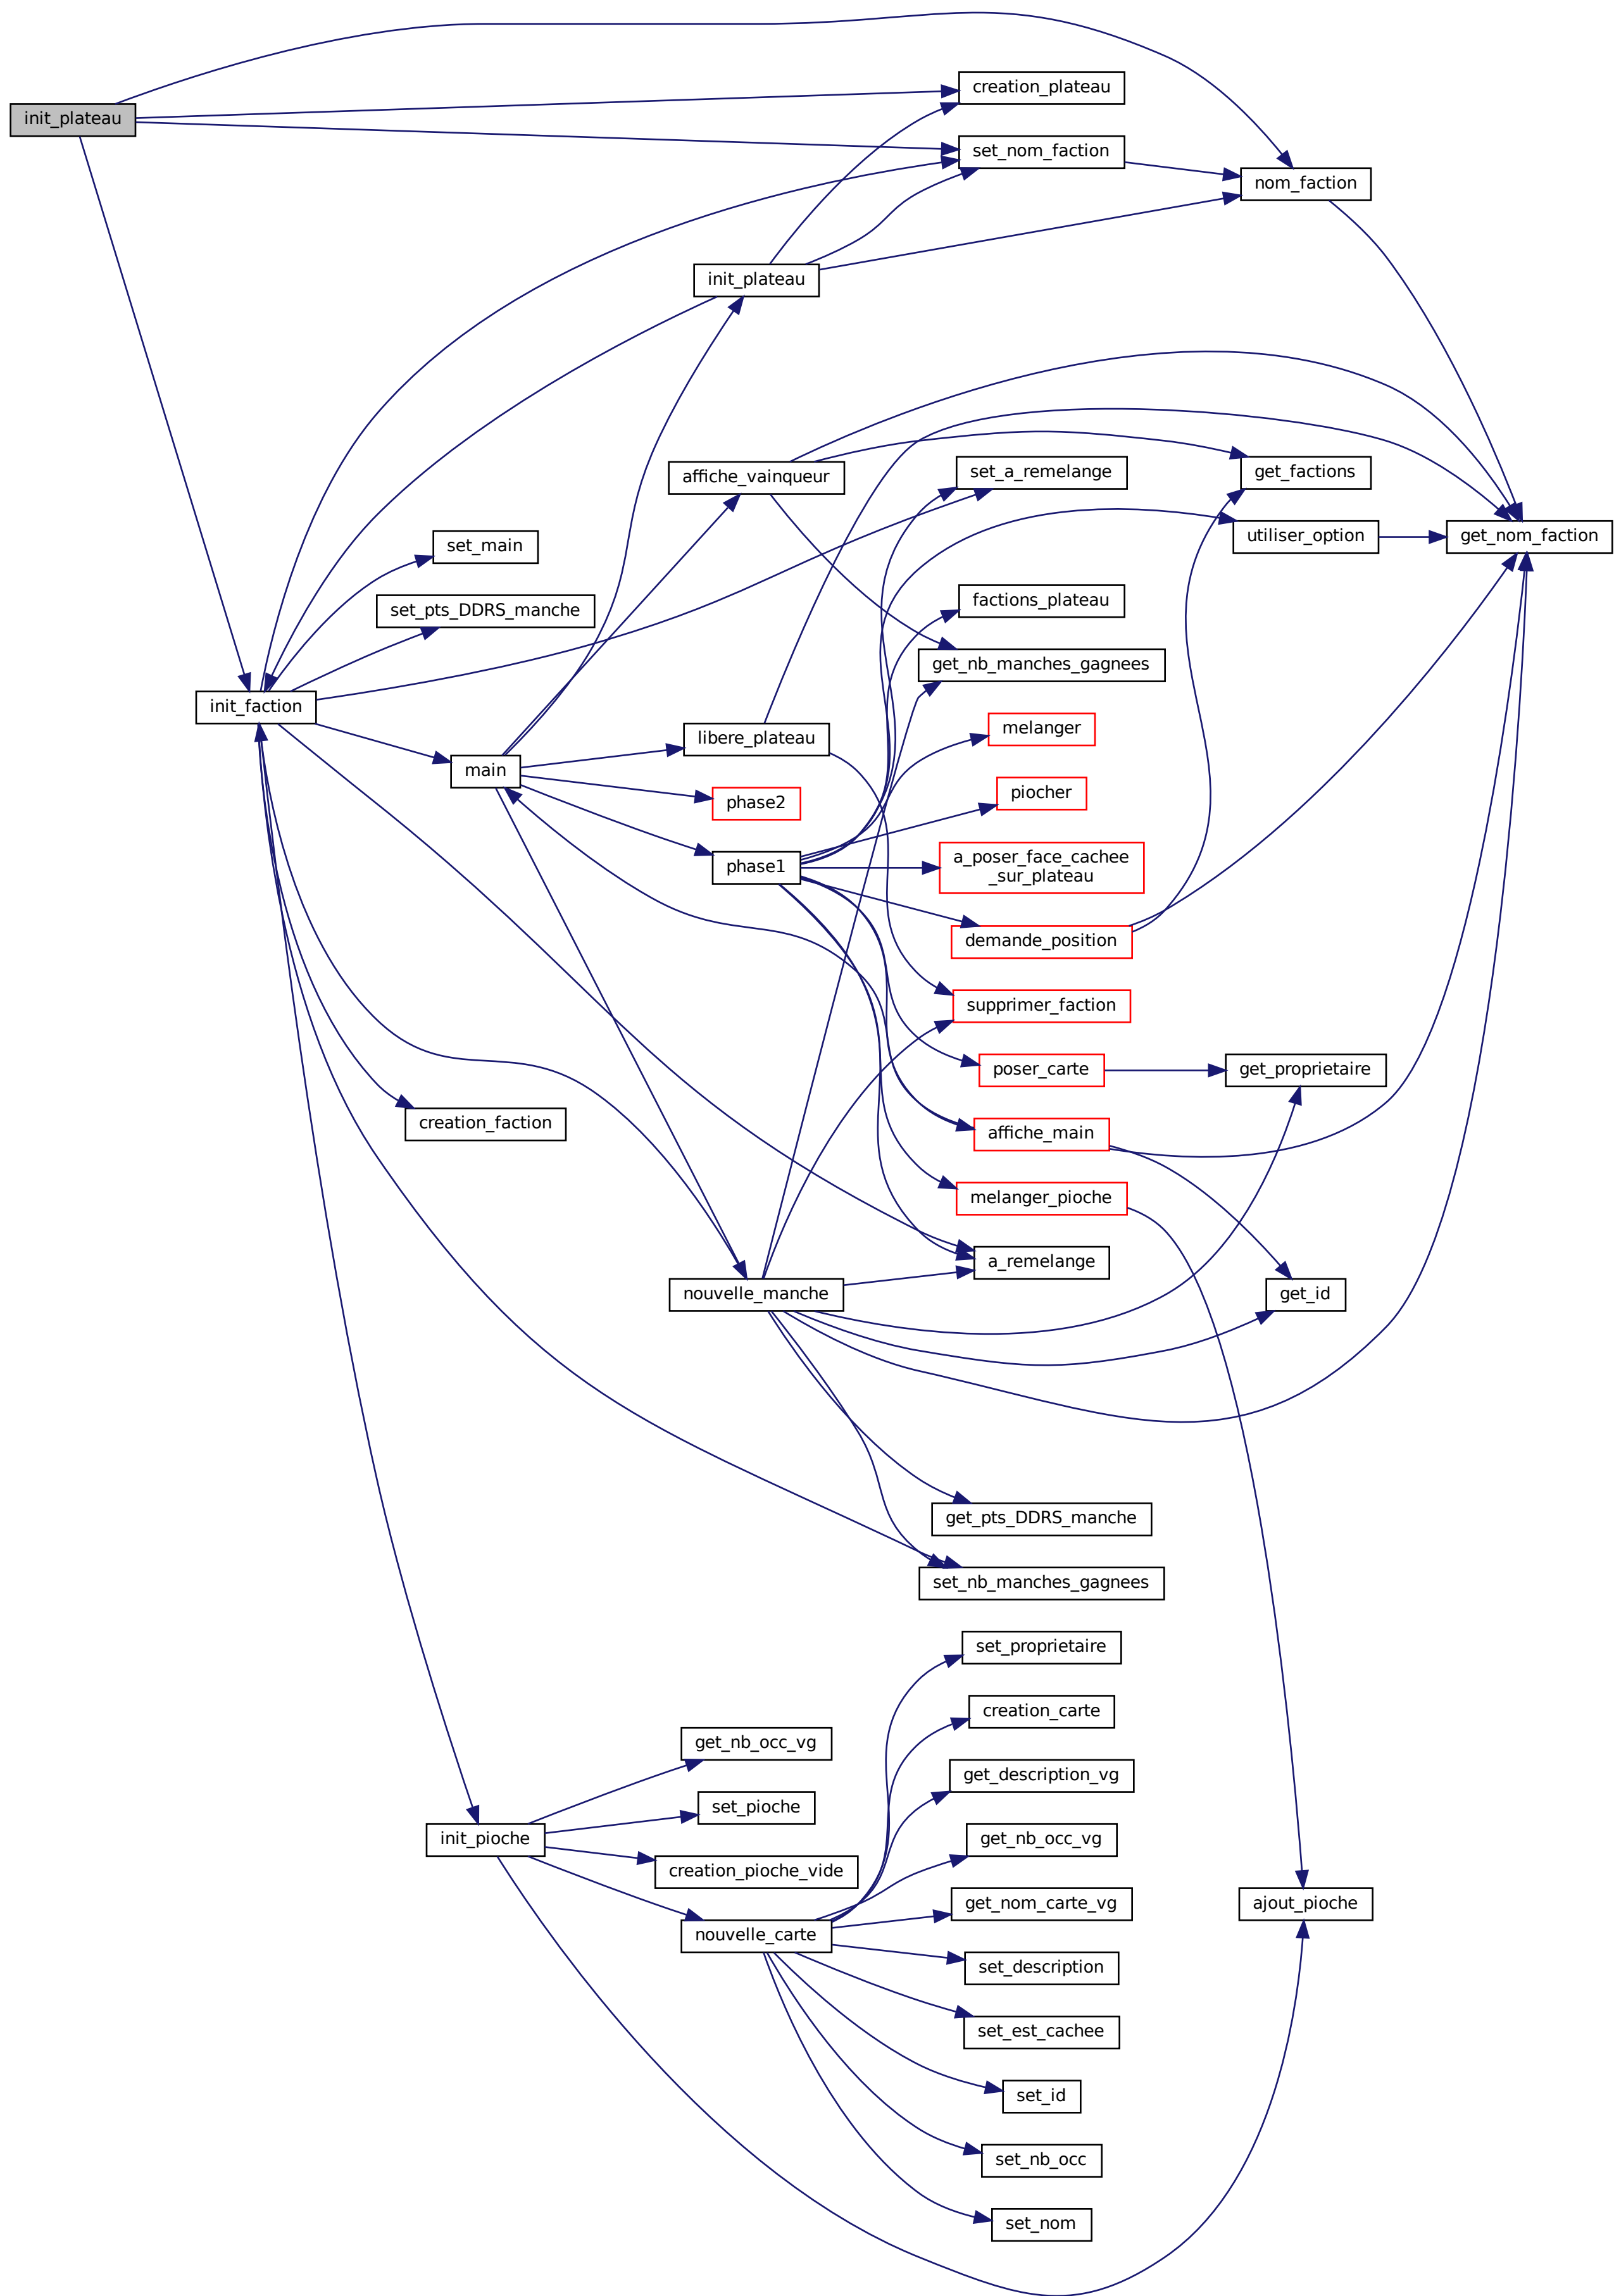 init_plateau
creation_plateau
set_nom_faction
nom_faction
init_plateau
affiche_vainqueur
set_a_remelange
get_factions
utiliser_option
get_nom_faction
set_main
set_pts_DDRS_manche
factions_plateau
get_nb_manches_gagnees
init_faction
main
libere_plateau
melanger
phase2
piocher
phase1
a_poser_face_cachee
_sur_plateau
demande_position
supprimer_faction
poser_carte
get_proprietaire
creation_faction
affiche_main
melanger_pioche
a_remelange
nouvelle_manche
get_id
get_pts_DDRS_manche
set_nb_manches_gagnees
set_proprietaire
creation_carte
get_nb_occ_vg
get_description_vg
set_pioche
init_pioche
get_nb_occ_vg
creation_pioche_vide
get_nom_carte_vg
ajout_pioche
nouvelle_carte
set_description
set_est_cachee
set_id
set_nb_occ
set_nom